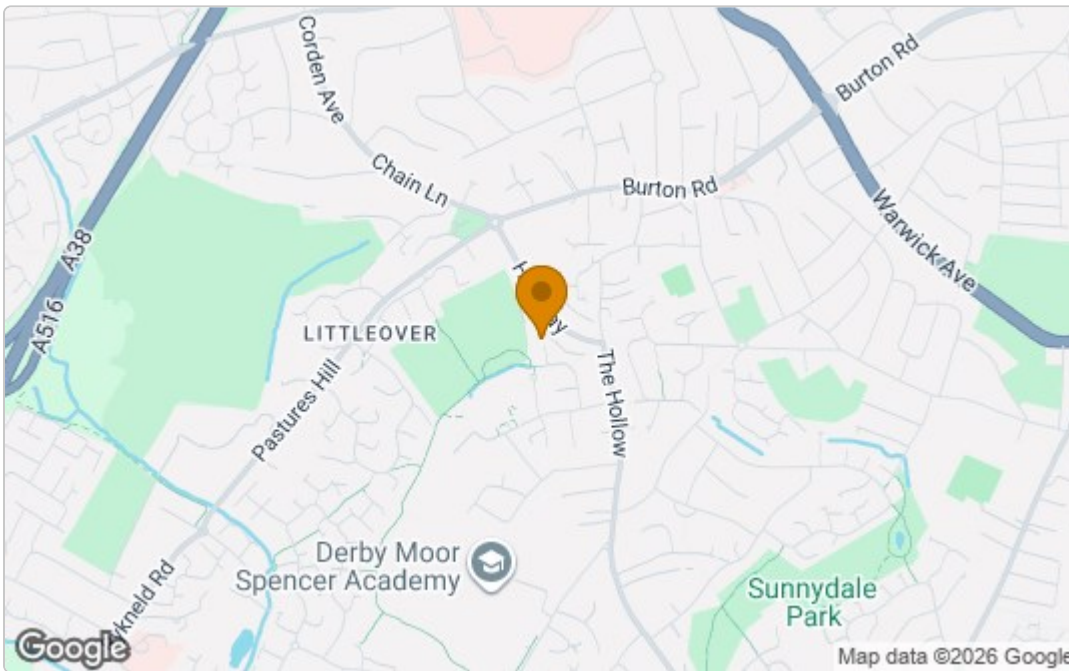 Corden Ave
Burton Rd
Chain Ln
Burton Rd
Warwick Ave
A38
A516
LITTLEOVER
Pastures Hill
The Hollow
Derby Moor
Spencer Academy
Sunnydale
Park
Google
Map data ©2026 Google